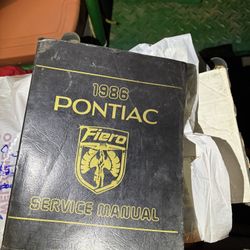 1986
PONTIAC
Fiero
SERVICE MANUAL